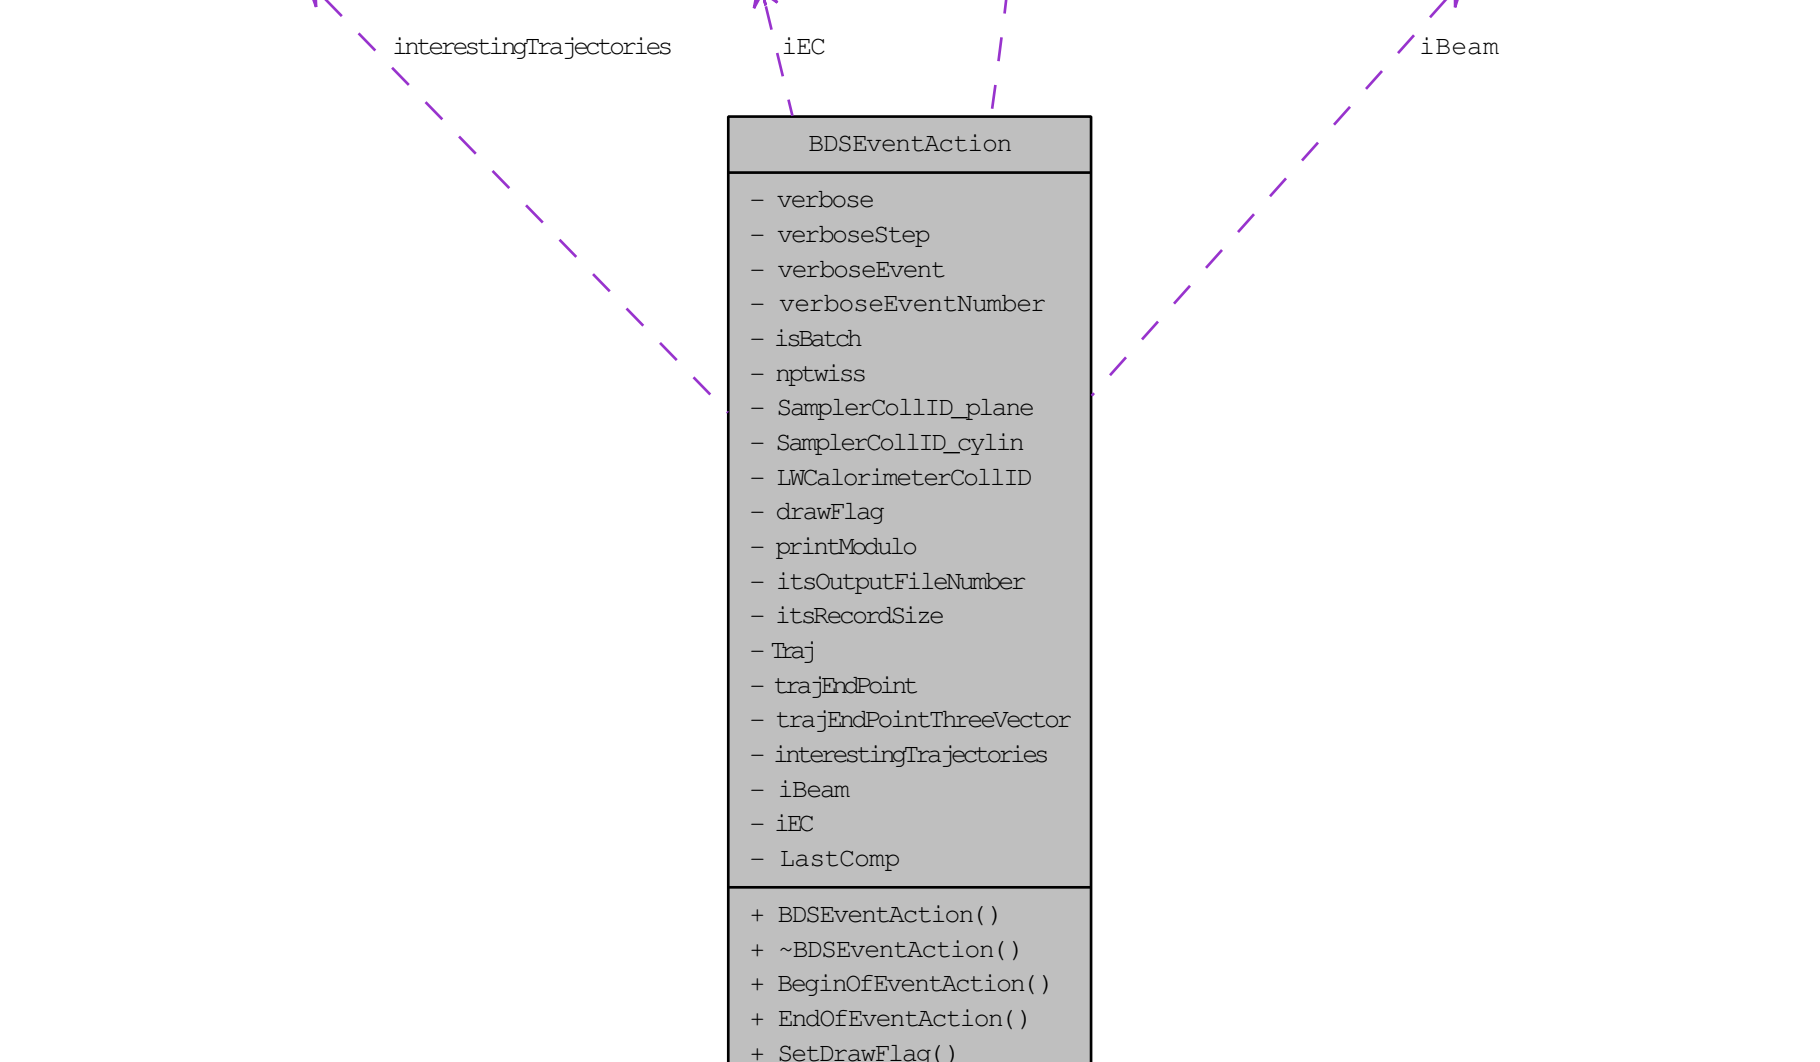 interestingTrajectories
iEC
iBeam
BDSEventAction
- verbose
- verboseStep
- verboseEvent
- verboseEventNumber
- isBatch
- nptwiss
- SamplerCollID_plane
- SamplerCollID_cylin
- LWCalorimeterCollID
- drawFlag
- printModulo
- itsOutputFileNumber
- itsRecordSize
- Traj
- trajEndPoint
- trajEndPointThreeVector
- interestingTrajectories
- iBeam
- iEC
- LastComp
+ BDSEventAction()
+ ~BDSEventAction()
+ BeginOfEventAction()
+ EndOfEventAction()
+ SetDrawFlag()